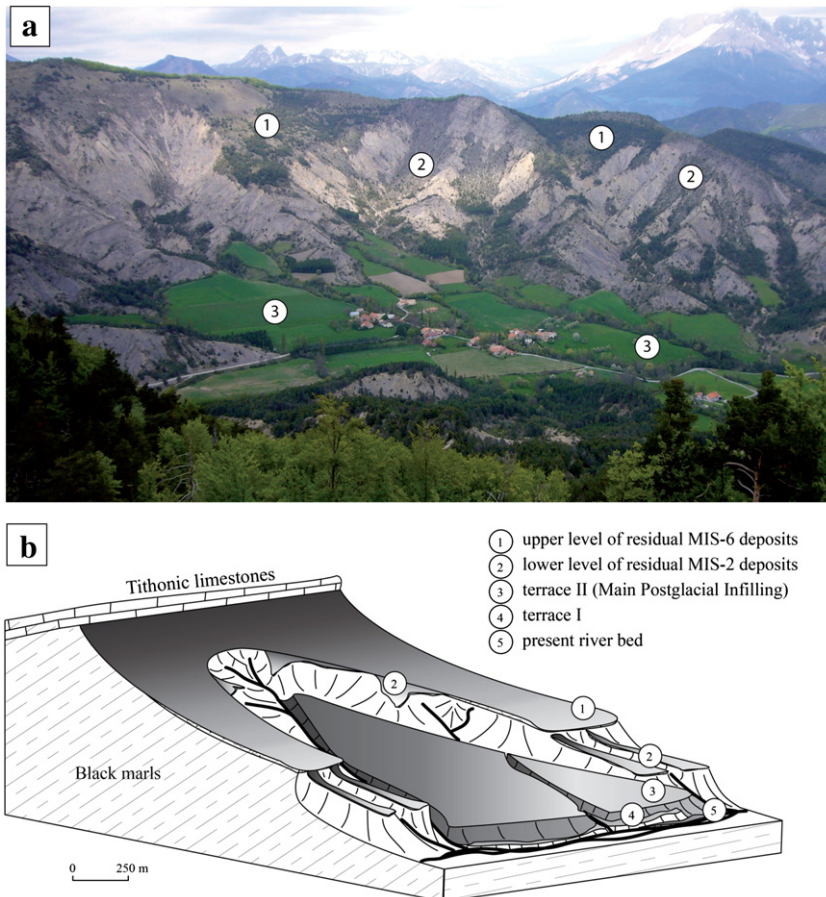 a
1
1
2
2
3
3
b
1 upper level of residual MIS-6 deposits
2 lower level of residual MIS-2 deposits
3 terrace II (Main Postglacial Infilling)
4 terrace I
5 present river bed
Tithonic limestones
2
1
Black marls
2
3
4
5
0 250 m